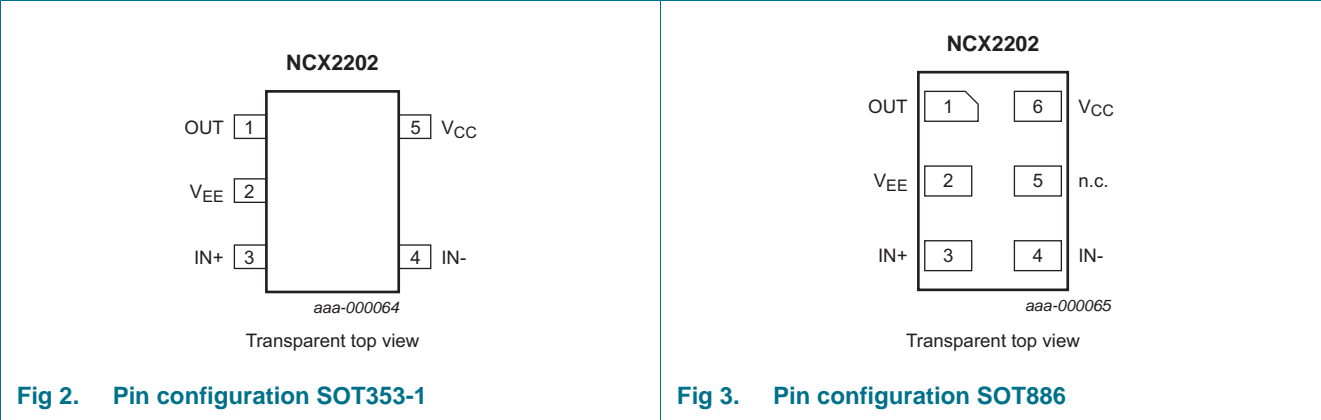 NCX2202
OUT 1 5 VCC
VEE 2
IN+ 3 4 IN-
aaa-000064
Transparent top view
Fig 2. Pin configuration SOT353-1
NCX2202
OUT 1 6 VCC
VEE 2 5 n.c.
IN+ 3 4 IN-
aaa-000065
Transparent top view
Fig 3. Pin configuration SOT886